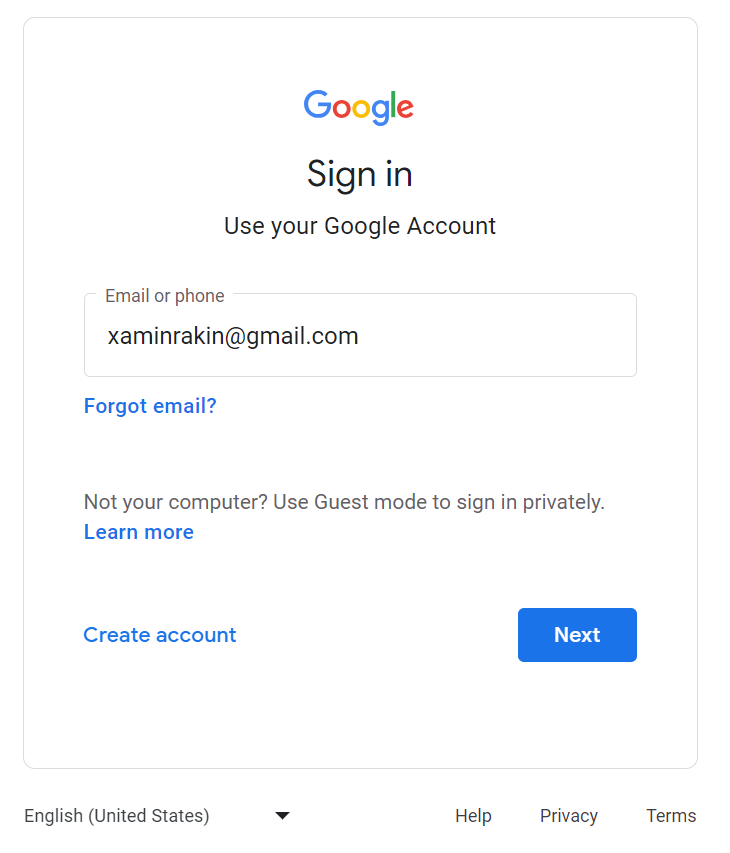 Google
Sign in
Use your Google Account
Email or phone
xaminrakin@gmail.com
Forgot email?
Not your computer? Use Guest mode to sign in privately.
Learn more
Create account
Next
English (United States)
Help Privacy Terms